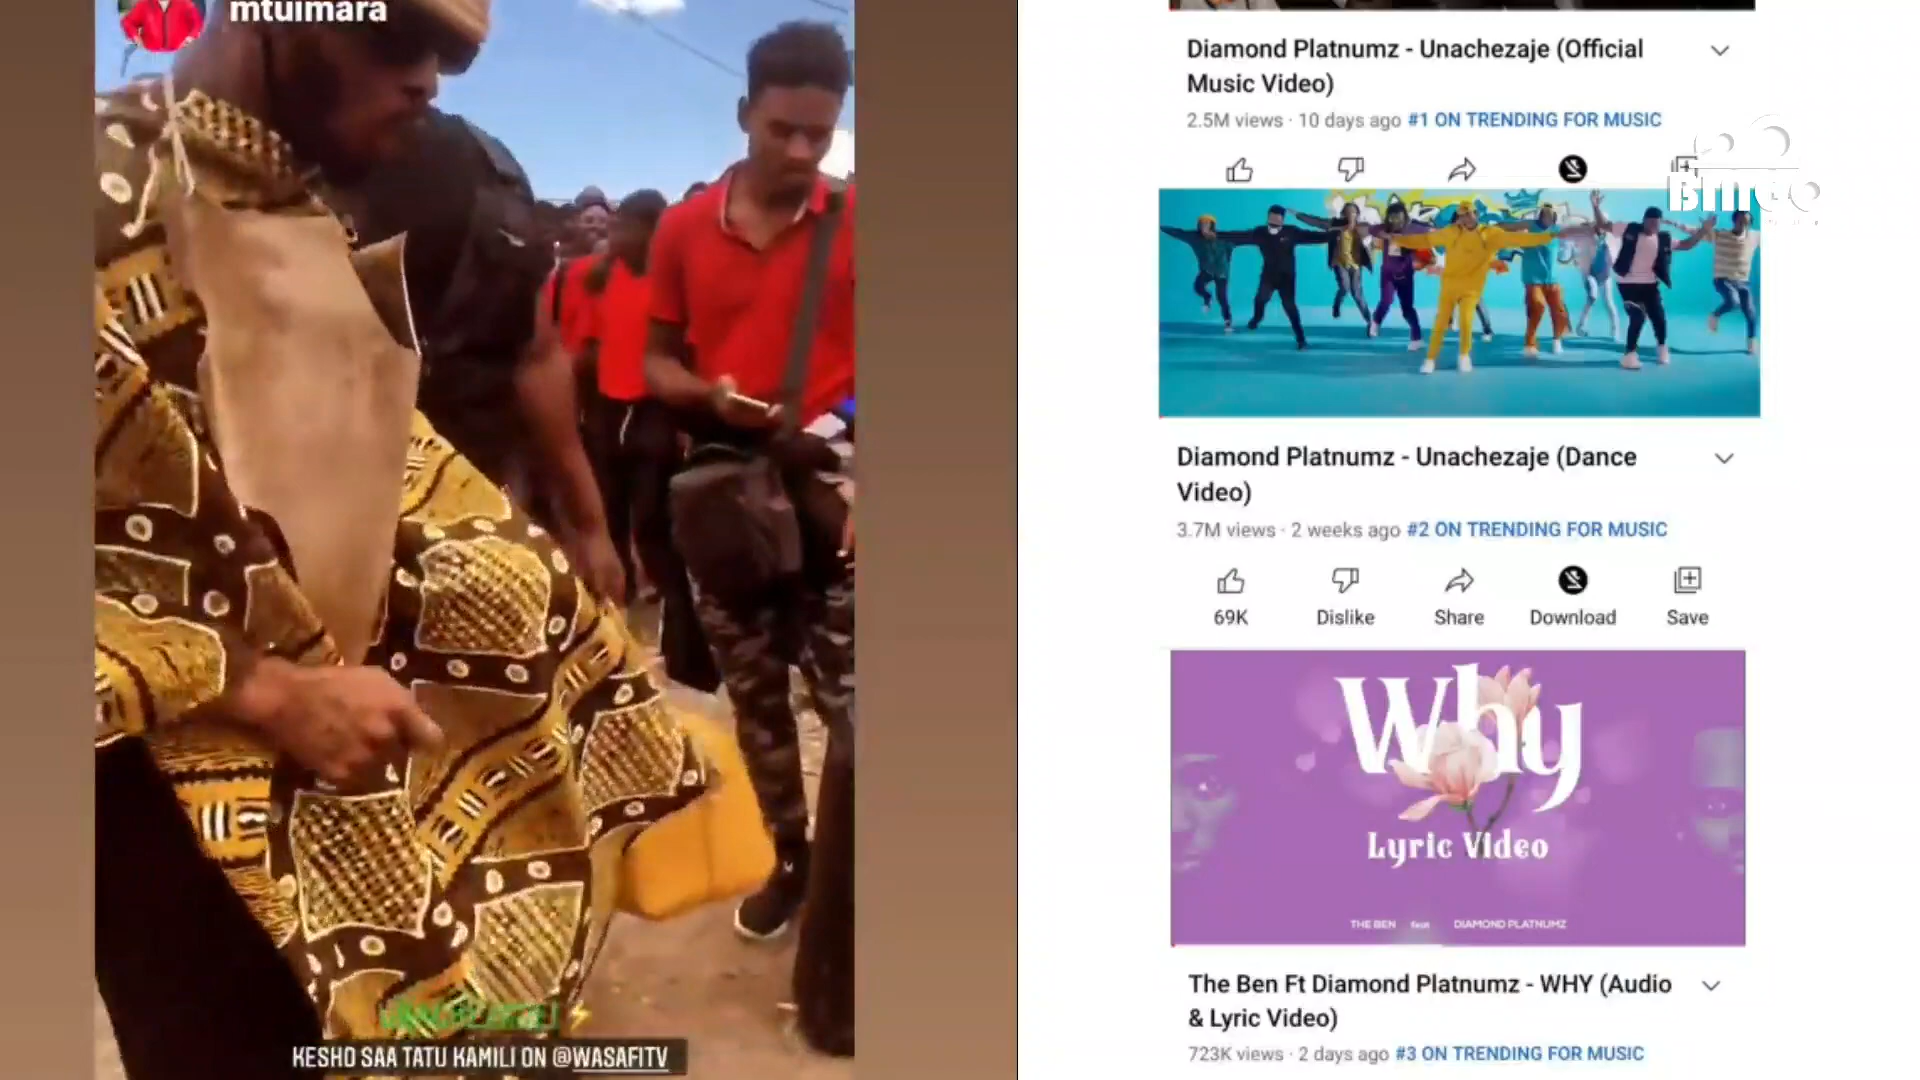 mtuimara
KESHO SAA TATU KAMILI ON @WASAFITV
Diamond Platnumz - Unachezaje (Official
Music Video)
2.5M views · 10 days ago #1 ON TRENDING FOR MUSIC
BINGO
Diamond Platnumz - Unachezaje (Dance
Video)
3.7M views · 2 weeks ago #2 ON TRENDING FOR MUSIC
69K Dislike Share Download Save
Why
Lyric Video
THE BEN feat DIAMOND PLATNUMZ
The Ben Ft Diamond Platnumz - WHY (Audio
& Lyric Video)
723K views · 2 days ago #3 ON TRENDING FOR MUSIC